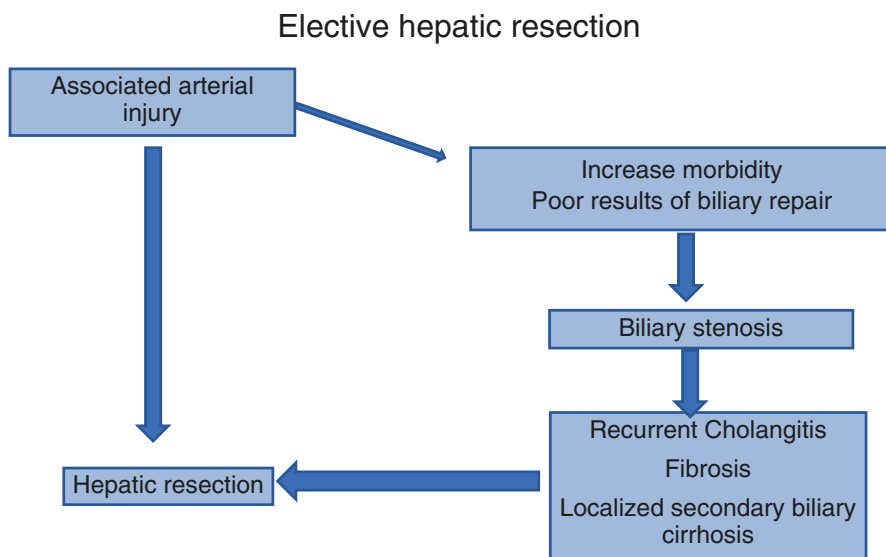 Elective hepatic resection
Associated arterial
injury
Increase morbidity
Poor results of biliary repair
Biliary stenosis
Recurrent Cholangitis
Fibrosis
Localized secondary biliary
cirrhosis
Hepatic resection